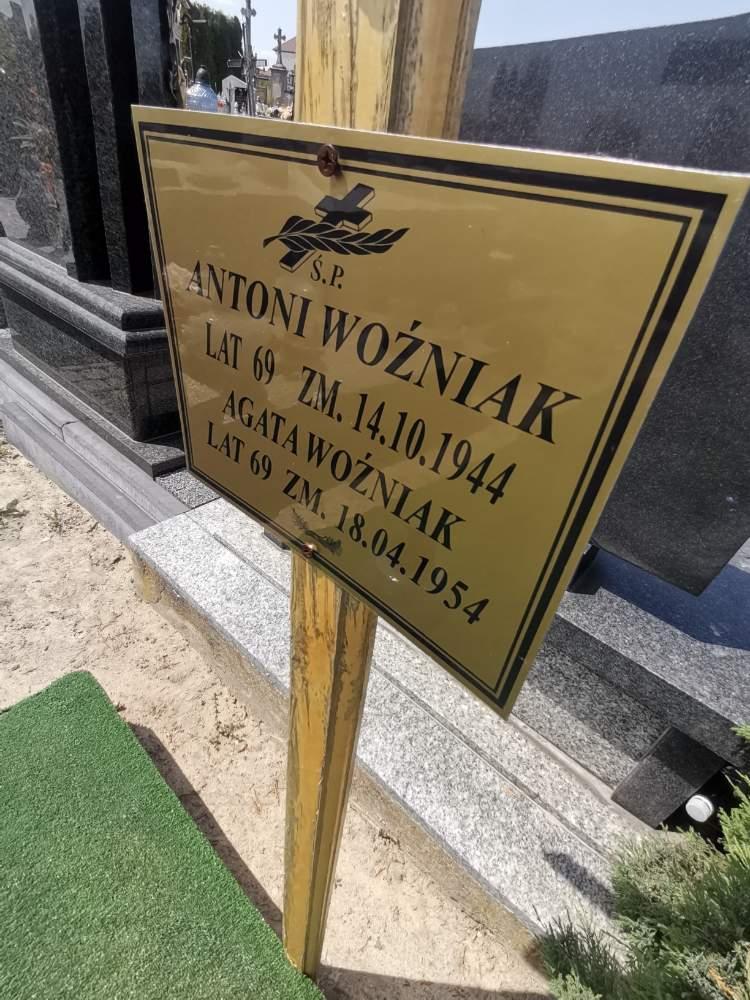 Ś.P.
ANTONI WOŹNIAK
LAT 69 ZM. 14.10.1944
AGATA WOŹNIAK
LAT 69 ZM. 18.04.1954